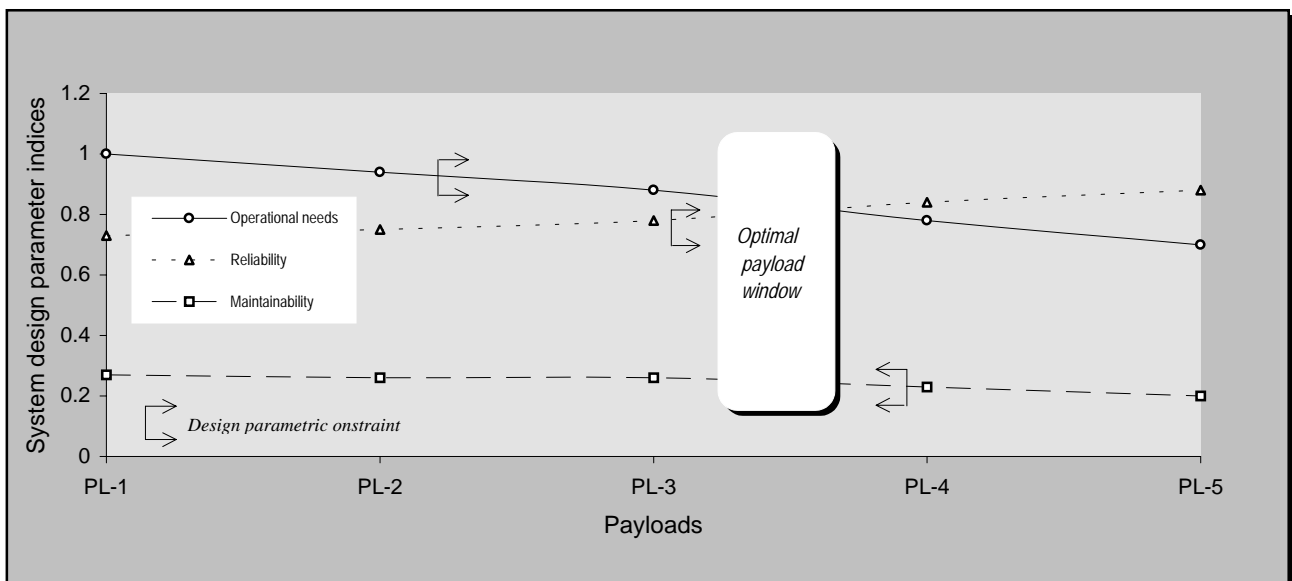 System design parameter indices
1.2
1
0.8
0.6
0.4
0.2
0
Operational needs
Reliability
Maintainability
Optimal
payload
window
Design parametric onstraint
PL-1
PL-2
PL-3
PL-4
PL-5
Payloads